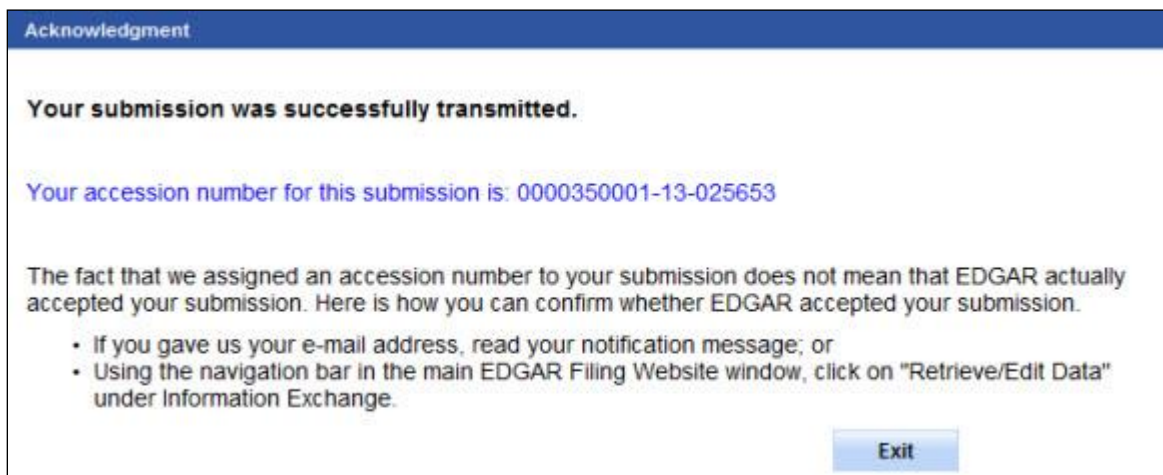 Acknowledgment
Your submission was successfully transmitted.
Your accession number for this submission is: 0000350001-13-025653
The fact that we assigned an accession number to your submission does not mean that EDGAR actually
accepted your submission. Here is how you can confirm whether EDGAR accepted your submission.
• If you gave us your e-mail address, read your notification message; or
• Using the navigation bar in the main EDGAR Filing Website window, click on "Retrieve/Edit Data"
under Information Exchange.
Exit